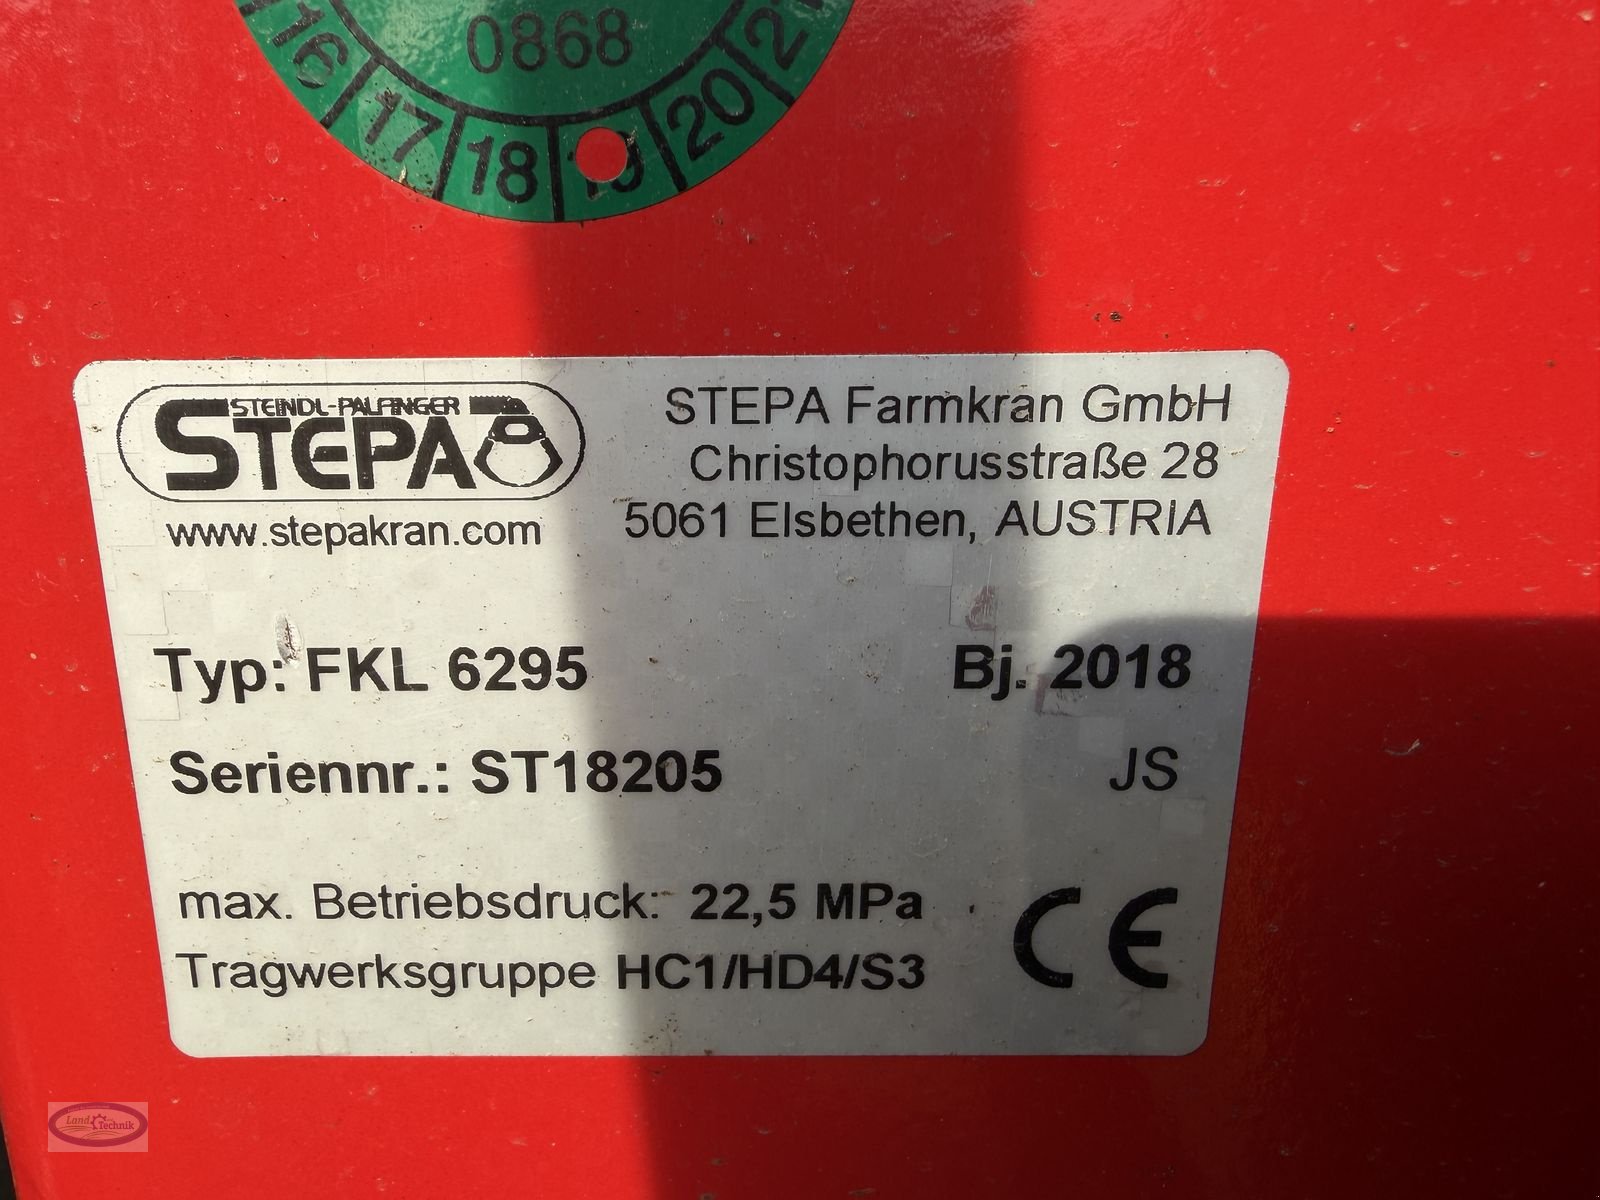 0868
16 17 18 19 20 21
STEINDL-PALFINGER
STEPA
www.stepakran.com
STEPA Farmkran GmbH
Christophorusstraße 28
5061 Elsbethen, AUSTRIA
Typ: FKL 6295
Bj. 2018
Seriennr.: ST18205
JS
max. Betriebsdruck: 22,5 MPa
Tragwerksgruppe HC1/HD4/S3
CE
Land Technik